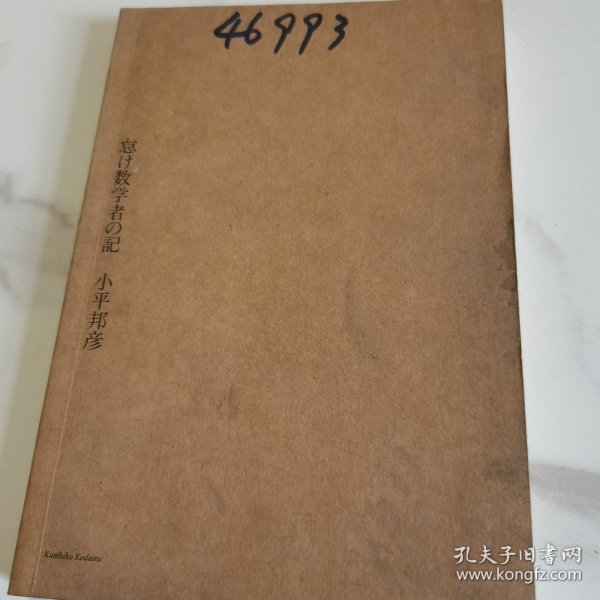 46993
怠け数学者の記 小平邦彦
Kunihiko Kodaira
孔夫子旧书网
www.kongfz.com